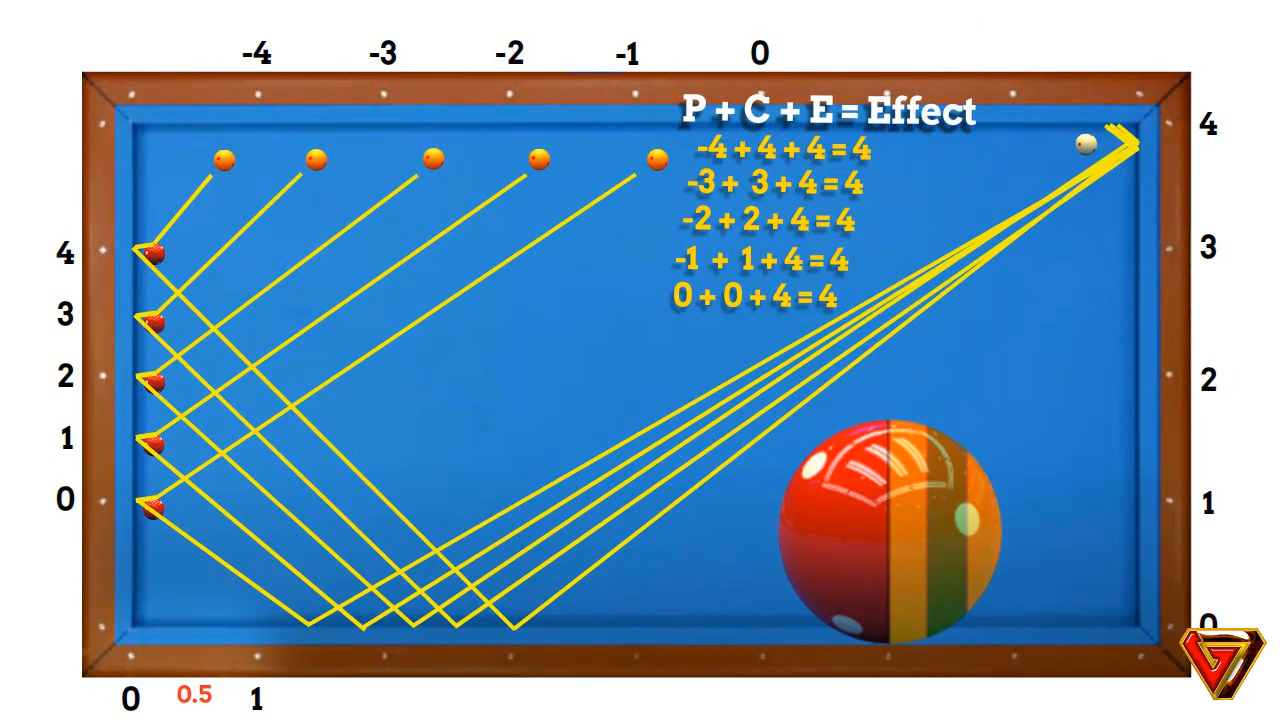 -4 -3 -2 -1 0
P + C + E = Effect
-4 + 4 + 4 = 4
-3 + 3 + 4 = 4
-2 + 2 + 4 = 4
-1 + 1 + 4 = 4
0 + 0 + 4 = 4
4
3
2
1
0
4
3
2
1
0
0 0.5 1